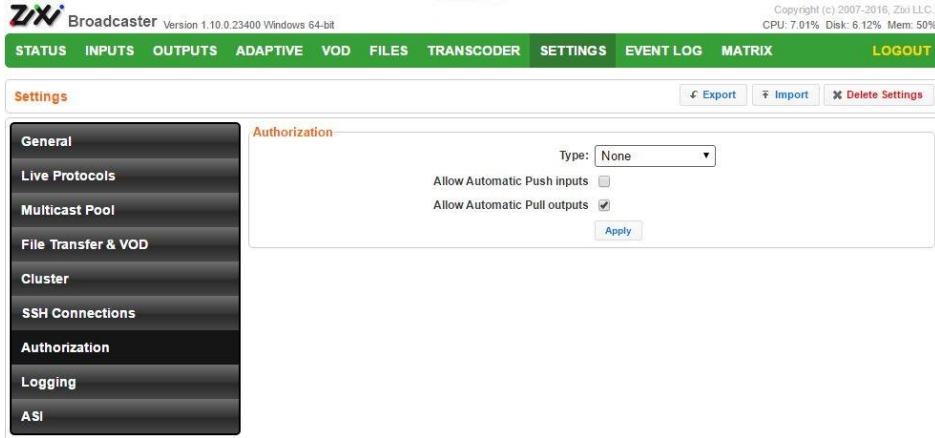 Zixi Broadcaster Version 1.10.0.23400 Windows 64-bit
Copyright (c) 2007-2016, Zixi LLC.
CPU: 7.01% Disk: 6.12% Mem: 50%
STATUS INPUTS OUTPUTS ADAPTIVE VOD FILES TRANSCODER SETTINGS EVENT LOG MATRIX LOGOUT
Settings
Export Import Delete Settings
General
Live Protocols
Multicast Pool
File Transfer & VOD
Cluster
SSH Connections
Authorization
Logging
ASI
Authorization
Type: None
Allow Automatic Push inputs
Allow Automatic Pull outputs
Apply